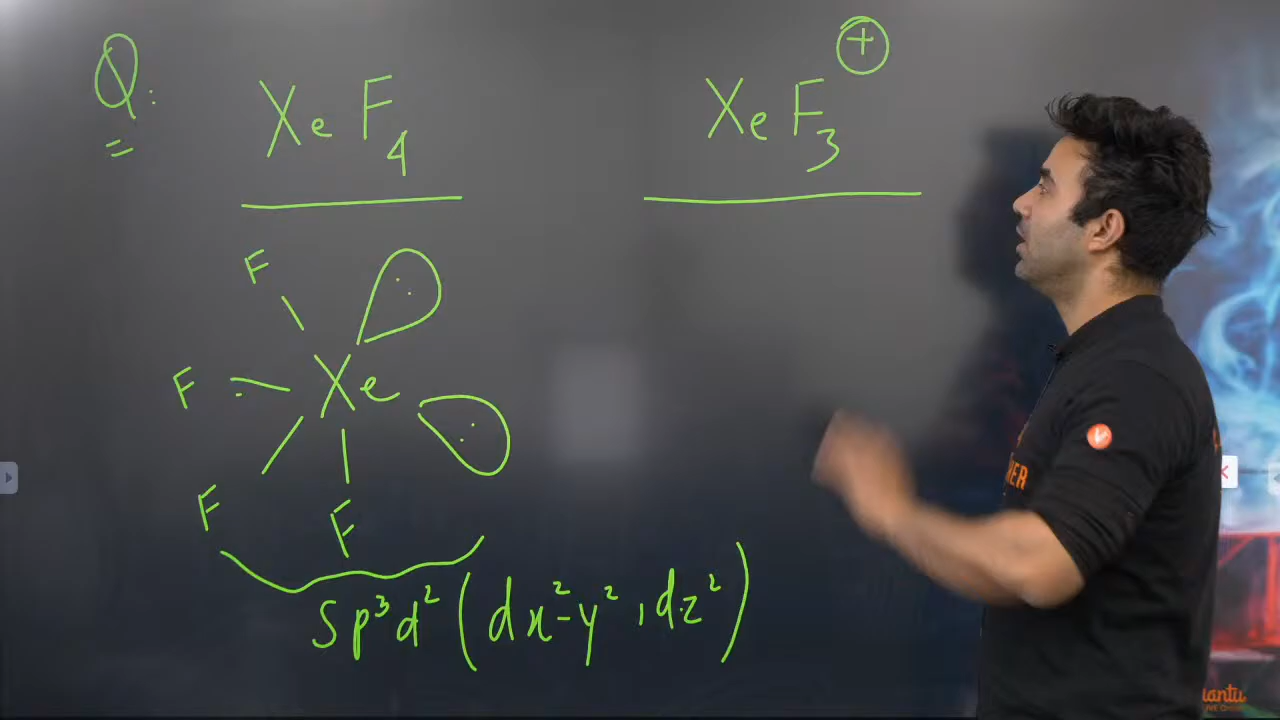 Q:
XeF₄
XeF₃⁺
F
F
Xe
F
F
sp³d² (dx²-y², dz²)